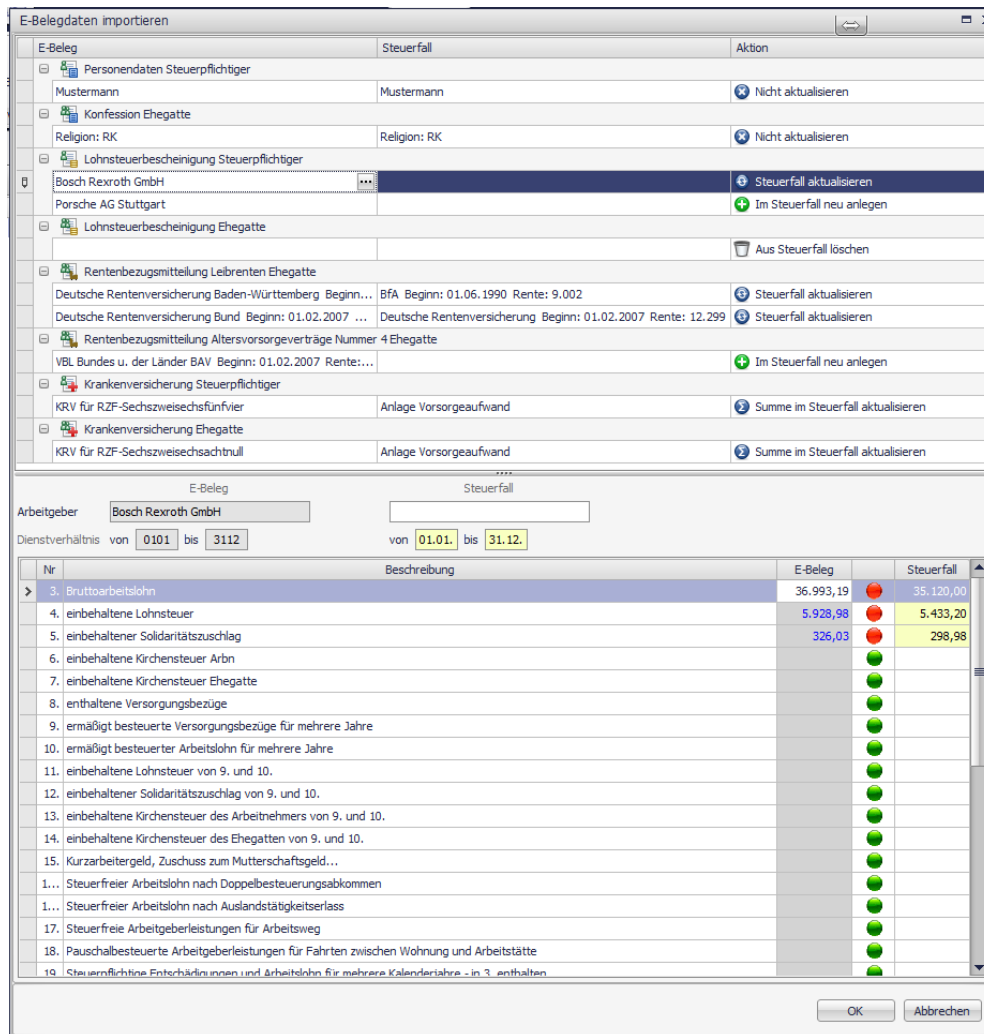 E-Belegdaten importieren
E-Beleg Steuerfall Aktion
Personendaten Steuerpflichtiger
Mustermann Mustermann Nicht aktualisieren
Konfession Ehegatte
Religion: RK Religion: RK Nicht aktualisieren
Lohnsteuerbescheinigung Steuerpflichtiger
Bosch Rexroth GmbH ... Steuerfall aktualisieren
Porsche AG Stuttgart Im Steuerfall neu anlegen
Lohnsteuerbescheinigung Ehegatte
Aus Steuerfall löschen
Rentenbezugsmitteilung Leibrenten Ehegatte
Deutsche Rentenversicherung Baden-Württemberg Beginn... BfA Beginn: 01.06.1990 Rente: 9.002 Steuerfall aktualisieren
Deutsche Rentenversicherung Bund Beginn: 01.02.2007 ... Deutsche Rentenversicherung Beginn: 01.02.2007 Rente: 12.299 Steuerfall aktualisieren
Rentenbezugsmitteilung Altersvorsorgeverträge Nummer 4 Ehegatte
VBL Bundes u. der Länder BAV Beginn: 01.02.2007 Rente:... Im Steuerfall neu anlegen
Krankenversicherung Steuerpflichtiger
KRV für RZF-Sechszweisechsfünfvier Anlage Vorsorgeaufwand Summe im Steuerfall aktualisieren
Krankenversicherung Ehegatte
KRV für RZF-Sechszweisechsachtnull Anlage Vorsorgeaufwand Summe im Steuerfall aktualisieren
E-Beleg Steuerfall
Arbeitgeber Bosch Rexroth GmbH
Dienstverhältnis von 0101 bis 3112 von 01.01. bis 31.12.
Nr Beschreibung E-Beleg Steuerfall
3. Bruttoarbeitslohn 36.993,19 35.120,00
4. einbehaltene Lohnsteuer 5.928,98 5.433,20
5. einbehaltener Solidaritätszuschlag 326,03 298,98
6. einbehaltene Kirchensteuer Arbn
7. einbehaltene Kirchensteuer Ehegatte
8. enthaltene Versorgungsbezüge
9. ermäßigt besteuerte Versorgungsbezüge für mehrere Jahre
10. ermäßigt besteuerter Arbeitslohn für mehrere Jahre
11. einbehaltene Lohnsteuer von 9. und 10.
12. einbehaltener Solidaritätszuschlag von 9. und 10.
13. einbehaltene Kirchensteuer des Arbeitnehmers von 9. und 10.
14. einbehaltene Kirchensteuer des Ehegatten von 9. und 10.
15. Kurzarbeitergeld, Zuschuss zum Mutterschaftsgeld...
1... Steuerfreier Arbeitslohn nach Doppelbesteuerungsabkommen
1... Steuerfreier Arbeitslohn nach Auslandstätigkeitserlass
17. Steuerfreie Arbeitgeberleistungen für Arbeitsweg
18. Pauschalbesteuerte Arbeitgeberleistungen für Fahrten zwischen Wohnung und Arbeitstätte
19. Steuerpflichtige Entschädigungen und Arbeitslohn für mehrere Kalenderjahre - in 3. enthalten
OK Abbrechen